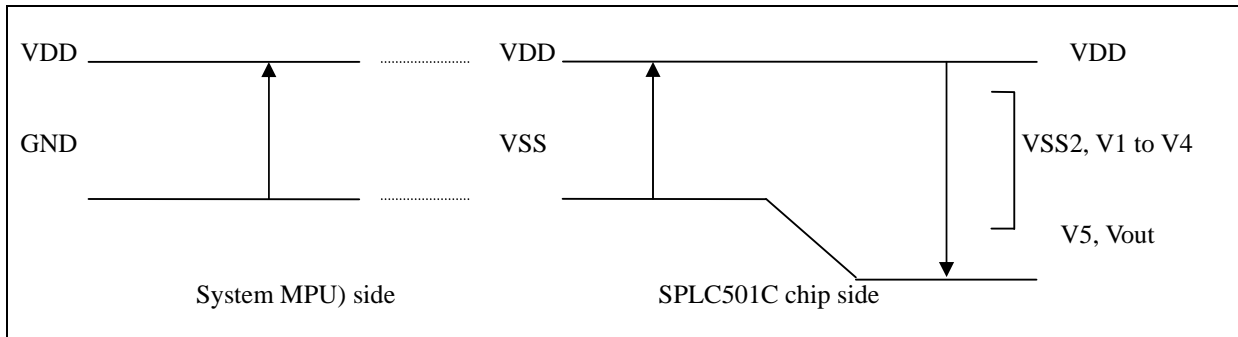 VDD VDD VDD
GND VSS VSS2, V1 to V4
V5, Vout
System MPU) side SPLC501C chip side